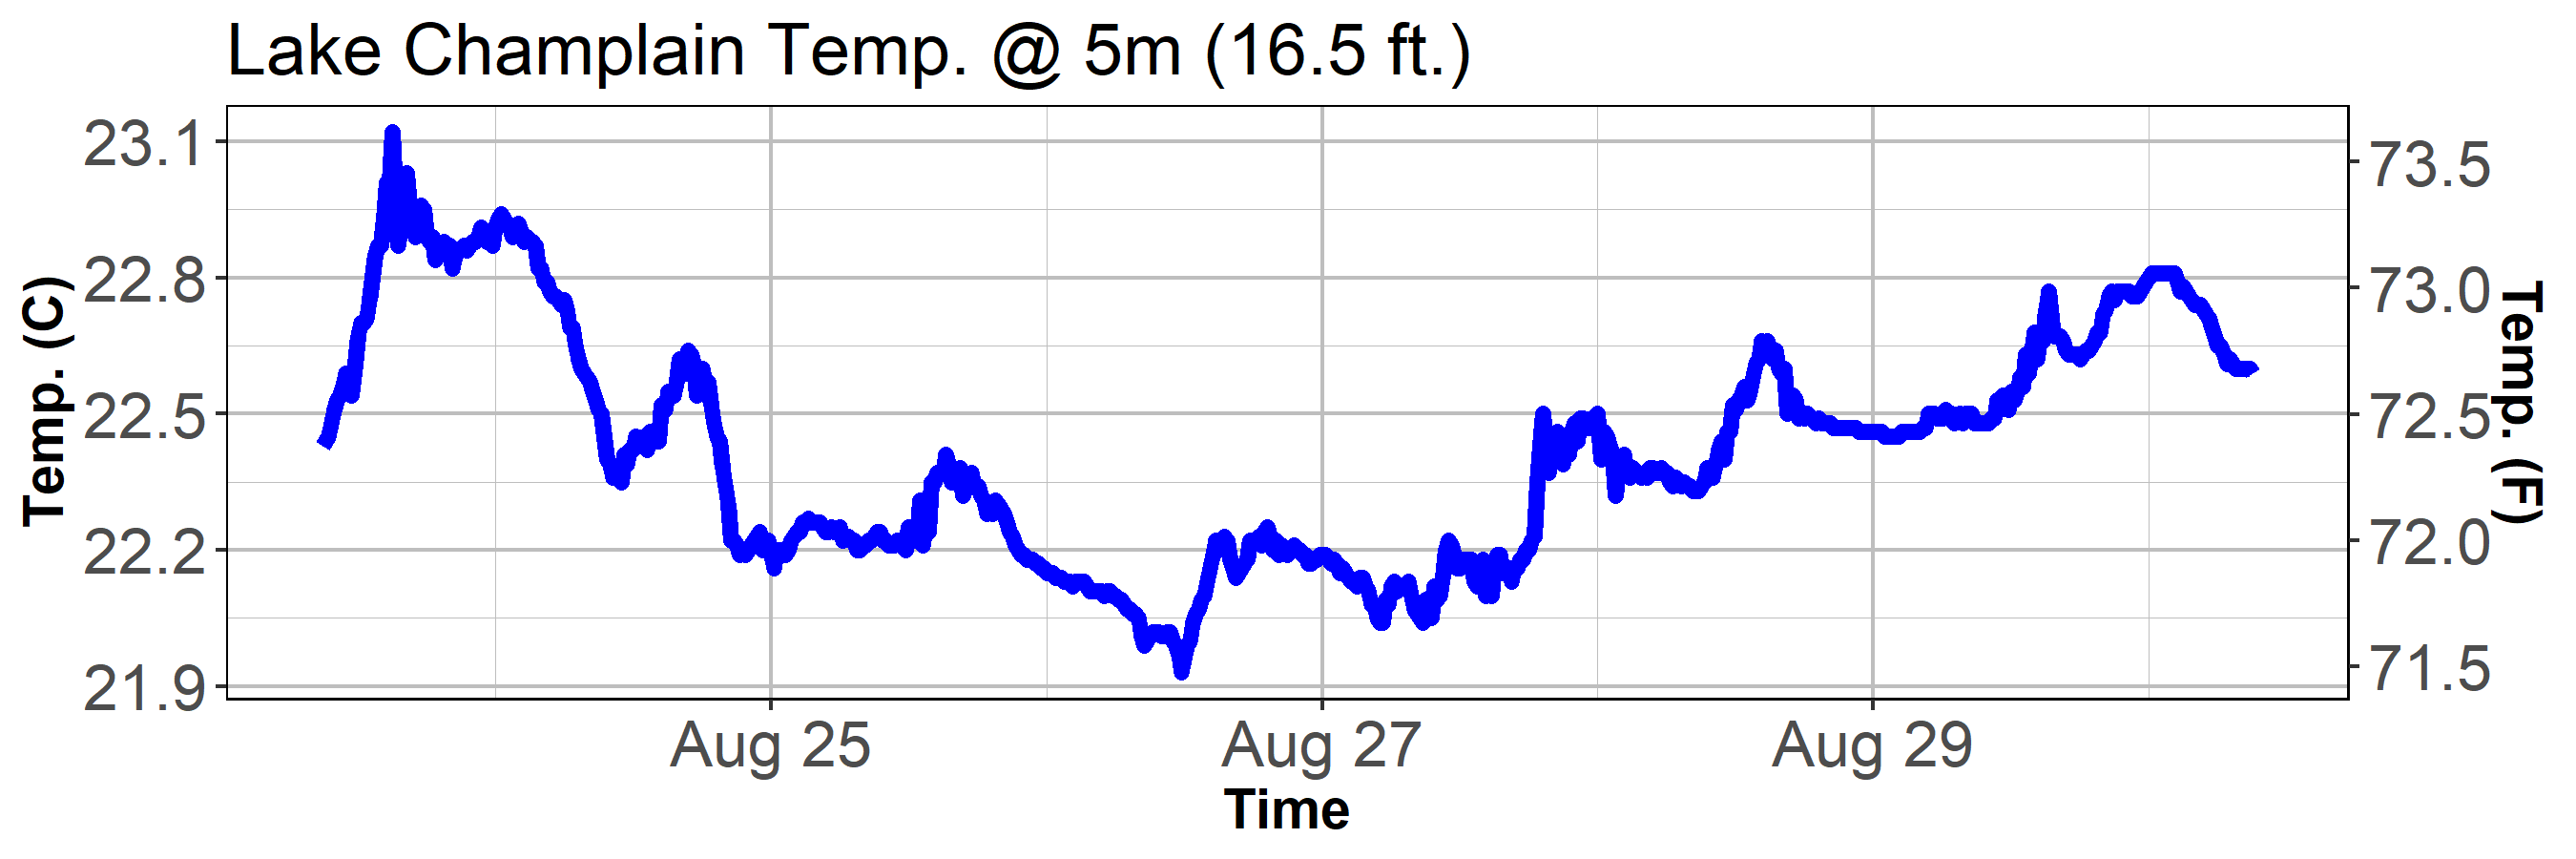 Lake Champlain Temp. @ 5m (16.5 ft.)
23.1
22.8
22.5
22.2
21.9
Temp. (C)
73.5
73.0
72.5
72.0
71.5
Temp. (F)
Aug 25
Aug 27
Aug 29
Time